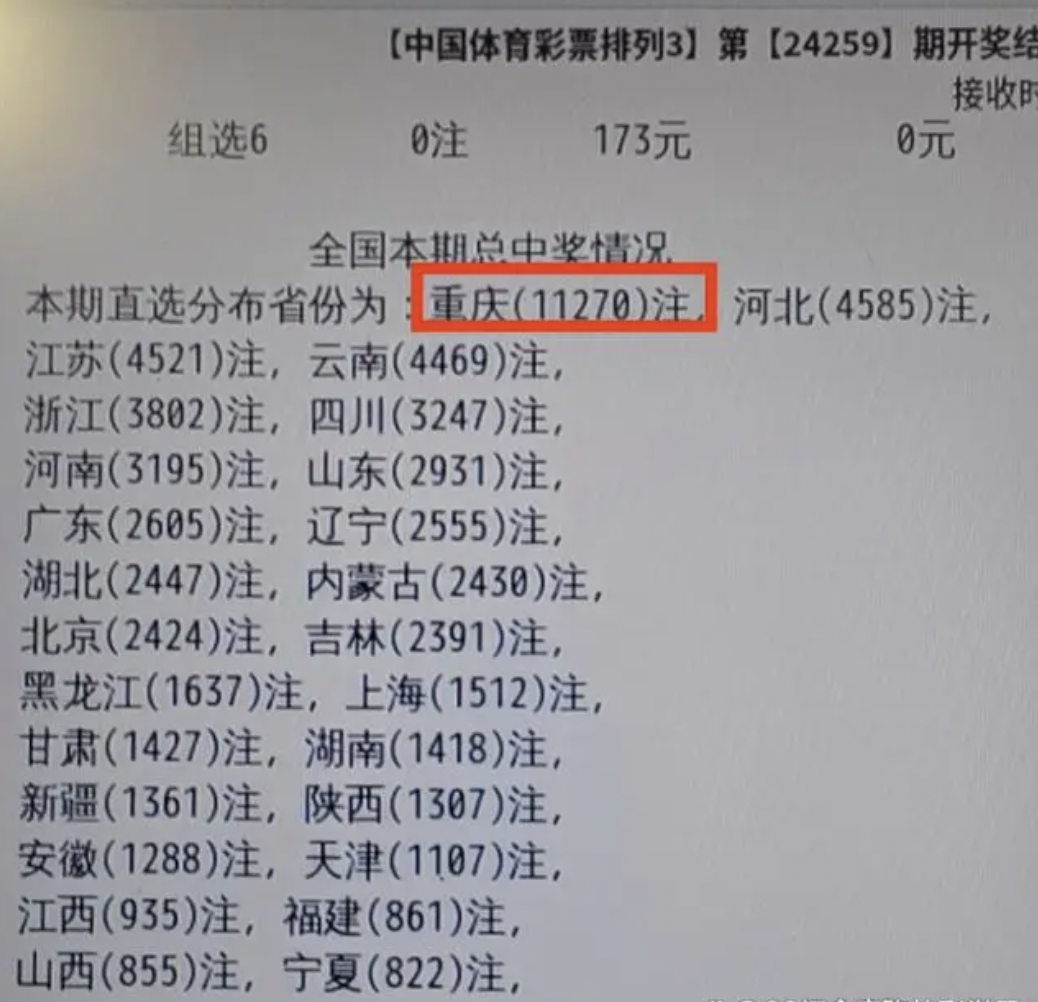 【中国体育彩票排列3】第【24259】期开奖结
接收时
组选6 0注 173元 0元
全国本期总中奖情况
本期直选分布省份为:重庆(11270)注, 河北(4585)注,
江苏(4521)注, 云南(4469)注,
浙江(3802)注, 四川(3247)注,
河南(3195)注, 山东(2931)注,
广东(2605)注, 辽宁(2555)注,
湖北(2447)注, 内蒙古(2430)注,
北京(2424)注, 吉林(2391)注,
黑龙江(1637)注, 上海(1512)注,
甘肃(1427)注, 湖南(1418)注,
新疆(1361)注, 陕西(1307)注,
安徽(1288)注, 天津(1107)注,
江西(935)注, 福建(861)注,
山西(855)注, 宁夏(822)注,